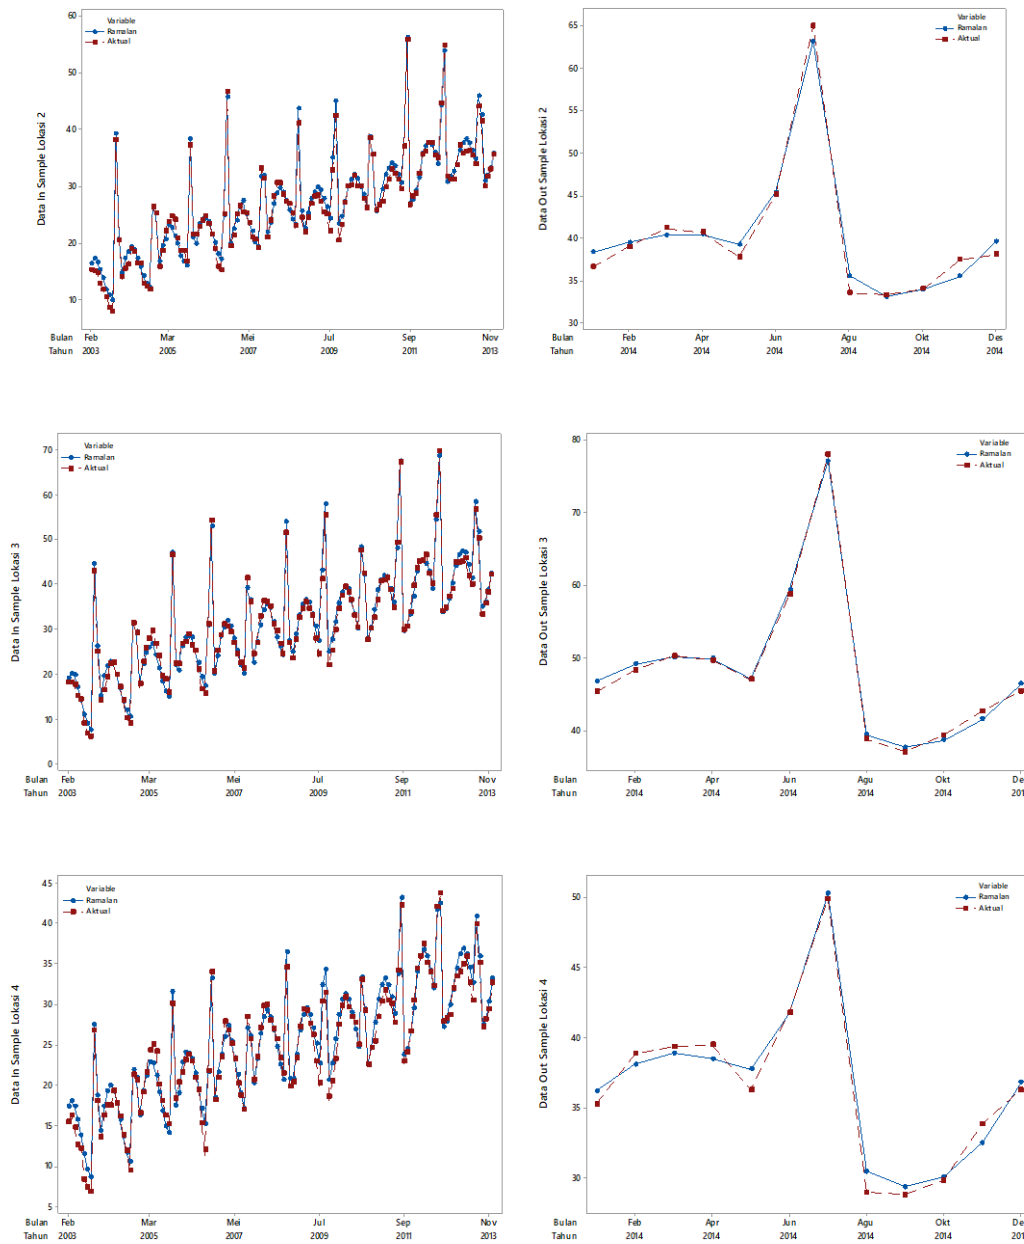 Data In Sample Lokasi 2
Variable
Ramalan
Aktual
60
50
40
30
20
10
Bulan Feb Mar Mei Jul Sep Nov
Tahun 2003 2005 2007 2009 2011 2013
Data Out Sample Lokasi 2
Variable
Ramalan
Aktual
65
60
55
50
45
40
35
30
Bulan Feb Apr Jun Agu Okt Des
Tahun 2014 2014 2014 2014 2014 2014
Data In Sample Lokasi 3
Variable
Ramalan
Aktual
70
60
50
40
30
20
10
0
Bulan Feb Mar Mei Jul Sep Nov
Tahun 2003 2005 2007 2009 2011 2013
Data Out Sample Lokasi 3
Variable
Ramalan
Aktual
80
70
60
50
40
Bulan Feb Apr Jun Agu Okt De
Tahun 2014 2014 2014 2014 2014 201
Data In Sample Lokasi 4
Variable
Ramalan
Aktual
45
40
35
30
25
20
15
10
5
Bulan Feb Mar Mei Jul Sep Nov
Tahun 2003 2005 2007 2009 2011 2013
Data Out Sample Lokasi 4
Variable
Ramalan
Aktual
50
45
40
35
30
Bulan Feb Apr Jun Agu Okt De
Tahun 2014 2014 2014 2014 2014 201